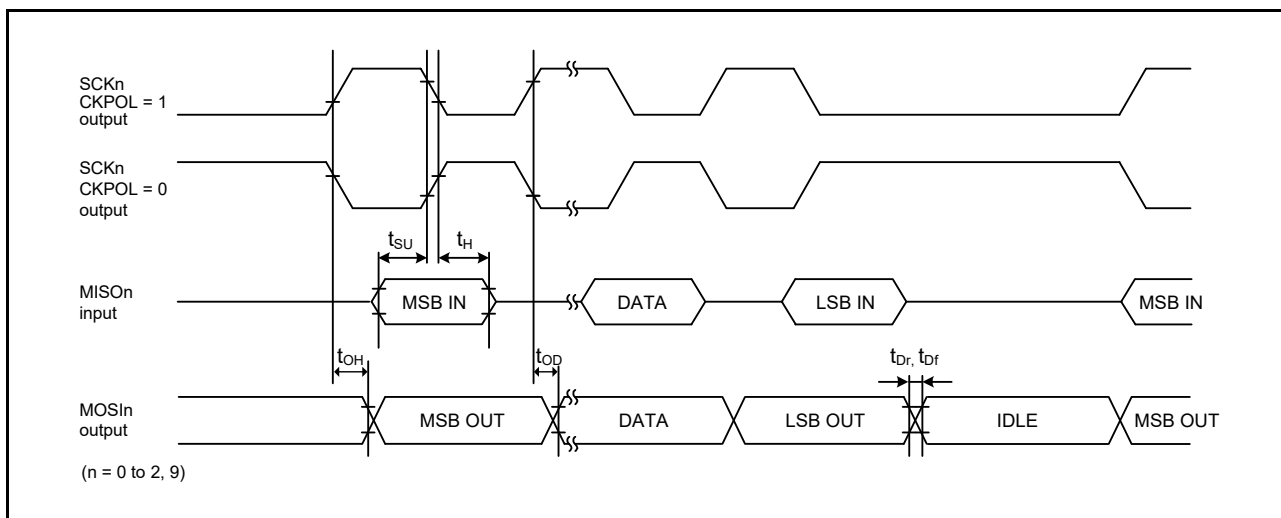 SCKn
CKPOL = 1
output
SCKn
CKPOL = 0
output
tSU
tH
MISOn
input
MSB IN
DATA
LSB IN
MSB IN
tOH
tOD
tDr, tDf
MOSIn
output
MSB OUT
DATA
LSB OUT
IDLE
MSB OUT
(n = 0 to 2, 9)